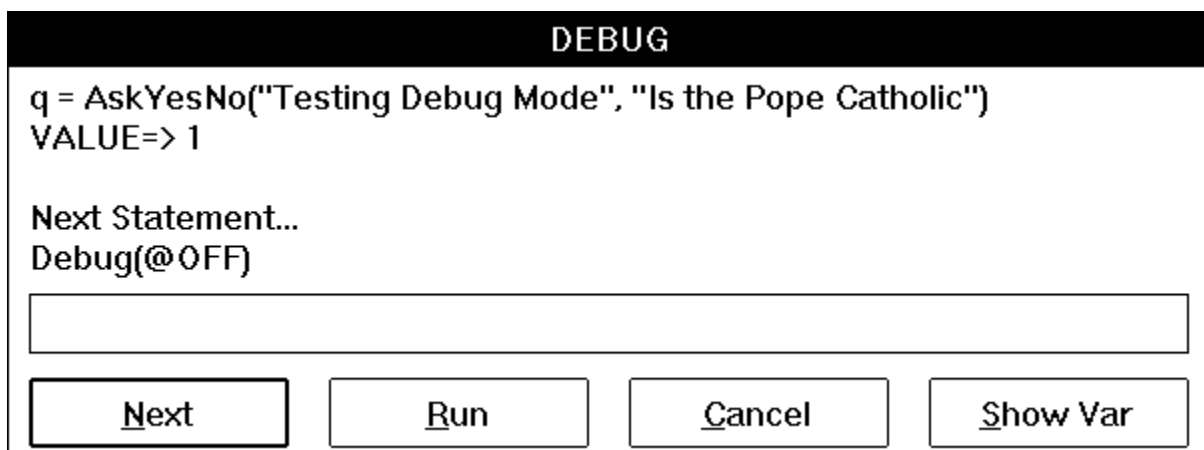 DEBUG
q = AskYesNo("Testing Debug Mode", "Is the Pope Catholic")
VALUE=> 1
Next Statement...
Debug(@OFF)
Next Run Cancel Show Var